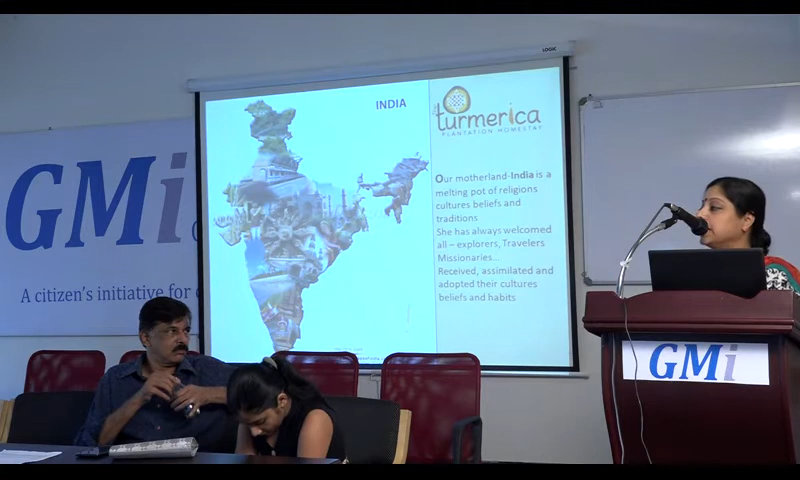 LOGIC
INDIA
turmerica
PLANTATION HOMESTAY
Our motherland-India is a
melting pot of religions
cultures beliefs and
traditions
She has always welcomed
all – explorers, Travelers
Missionaries...
Received, assimilated and
adopted their cultures
beliefs and habits
GMi
A citizen's initiative for
GMi